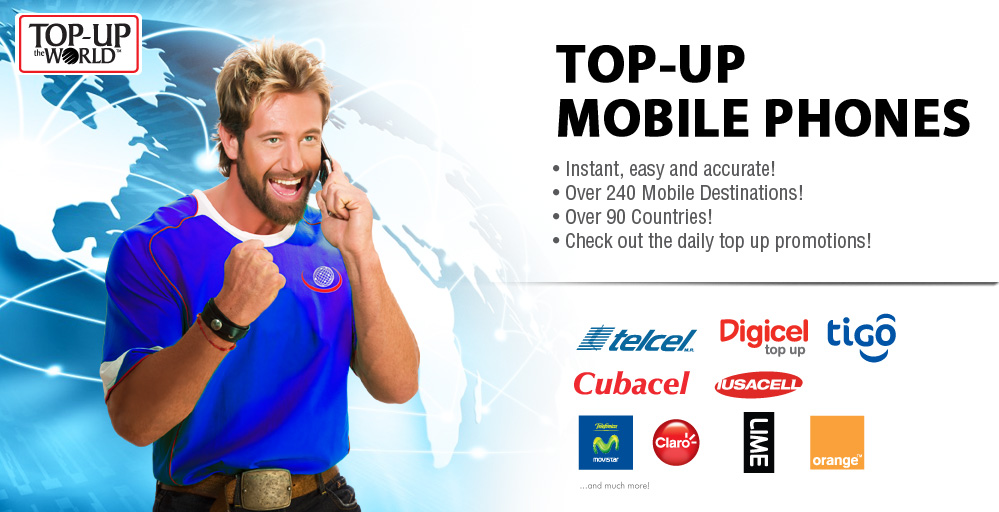 TOP-UP
the WORLD™
TOP-UP
MOBILE PHONES
• Instant, easy and accurate!
• Over 240 Mobile Destinations!
• Over 90 Countries!
• Check out the daily top up promotions!
telcel M.R.
Digicel
top up
tigo
Cubacel
IUSACELL
Telefónica
movistar
Claro
LIME
orange™
...and much more!